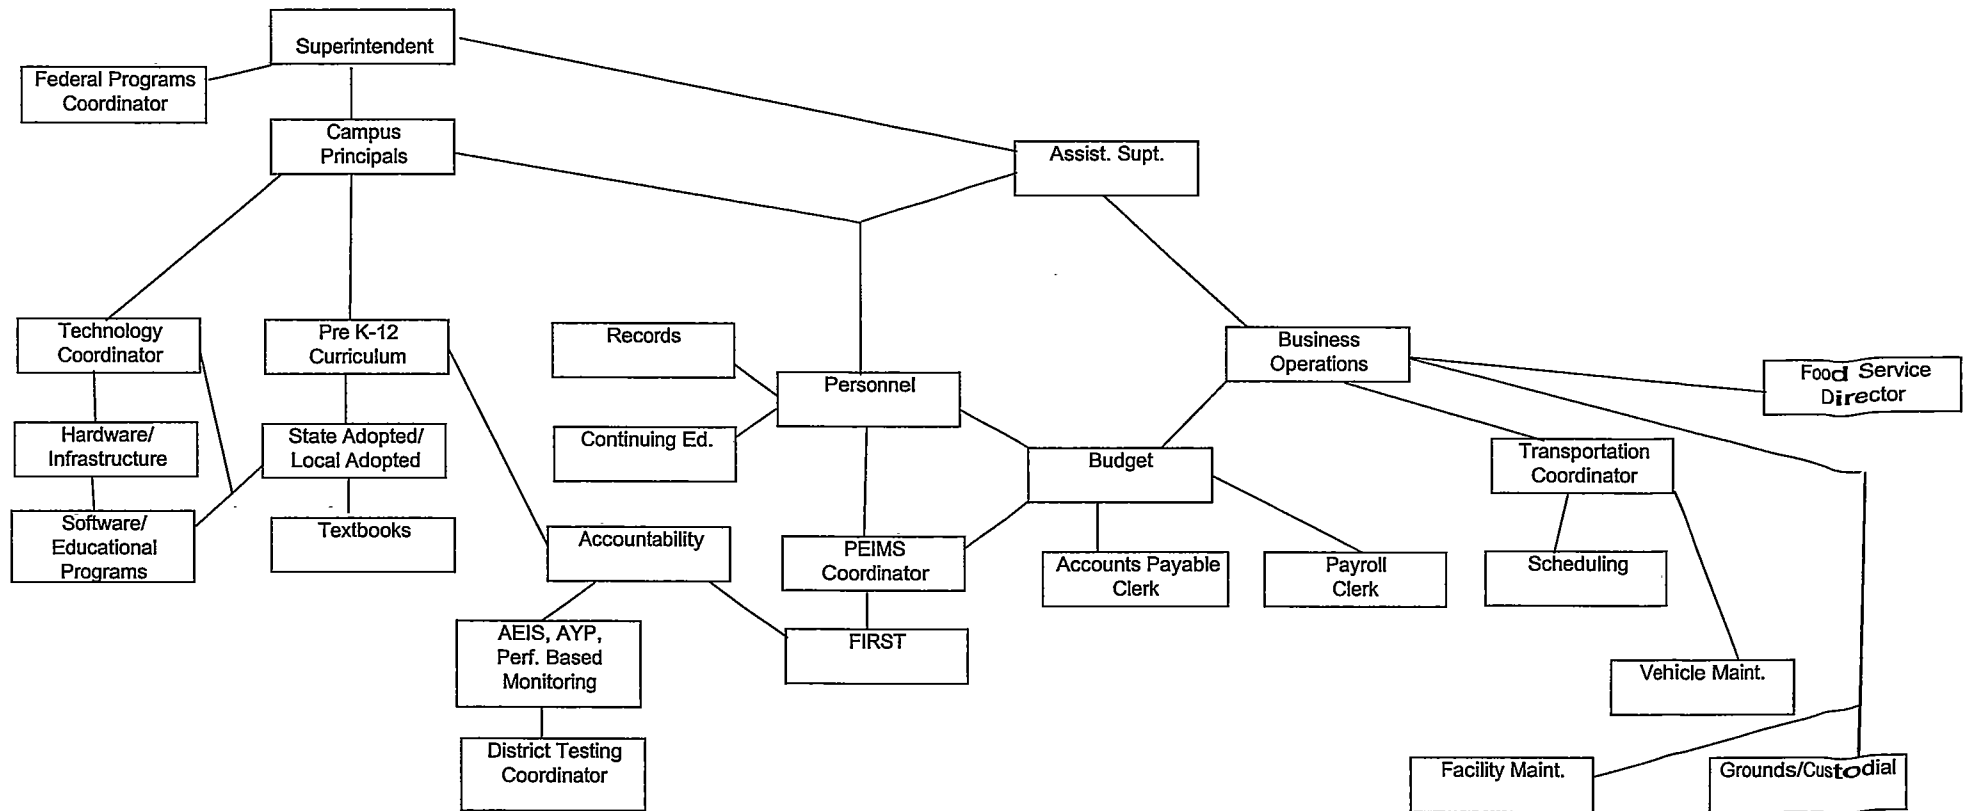 Superintendent
Federal Programs
Coordinator
Campus
Principals
Assist. Supt.
Technology
Coordinator
Pre K-12
Curriculum
Records
Personnel
Business
Operations
Food Service
Director
Hardware/
Infrastructure
State Adopted/
Local Adopted
Continuing Ed.
Budget
Transportation
Coordinator
Software/
Educational
Programs
Textbooks
Accountability
PEIMS
Coordinator
Accounts Payable
Clerk
Payroll
Clerk
Scheduling
AEIS, AYP,
Perf. Based
Monitoring
FIRST
Vehicle Maint.
District Testing
Coordinator
Facility Maint.
Grounds/Custodial